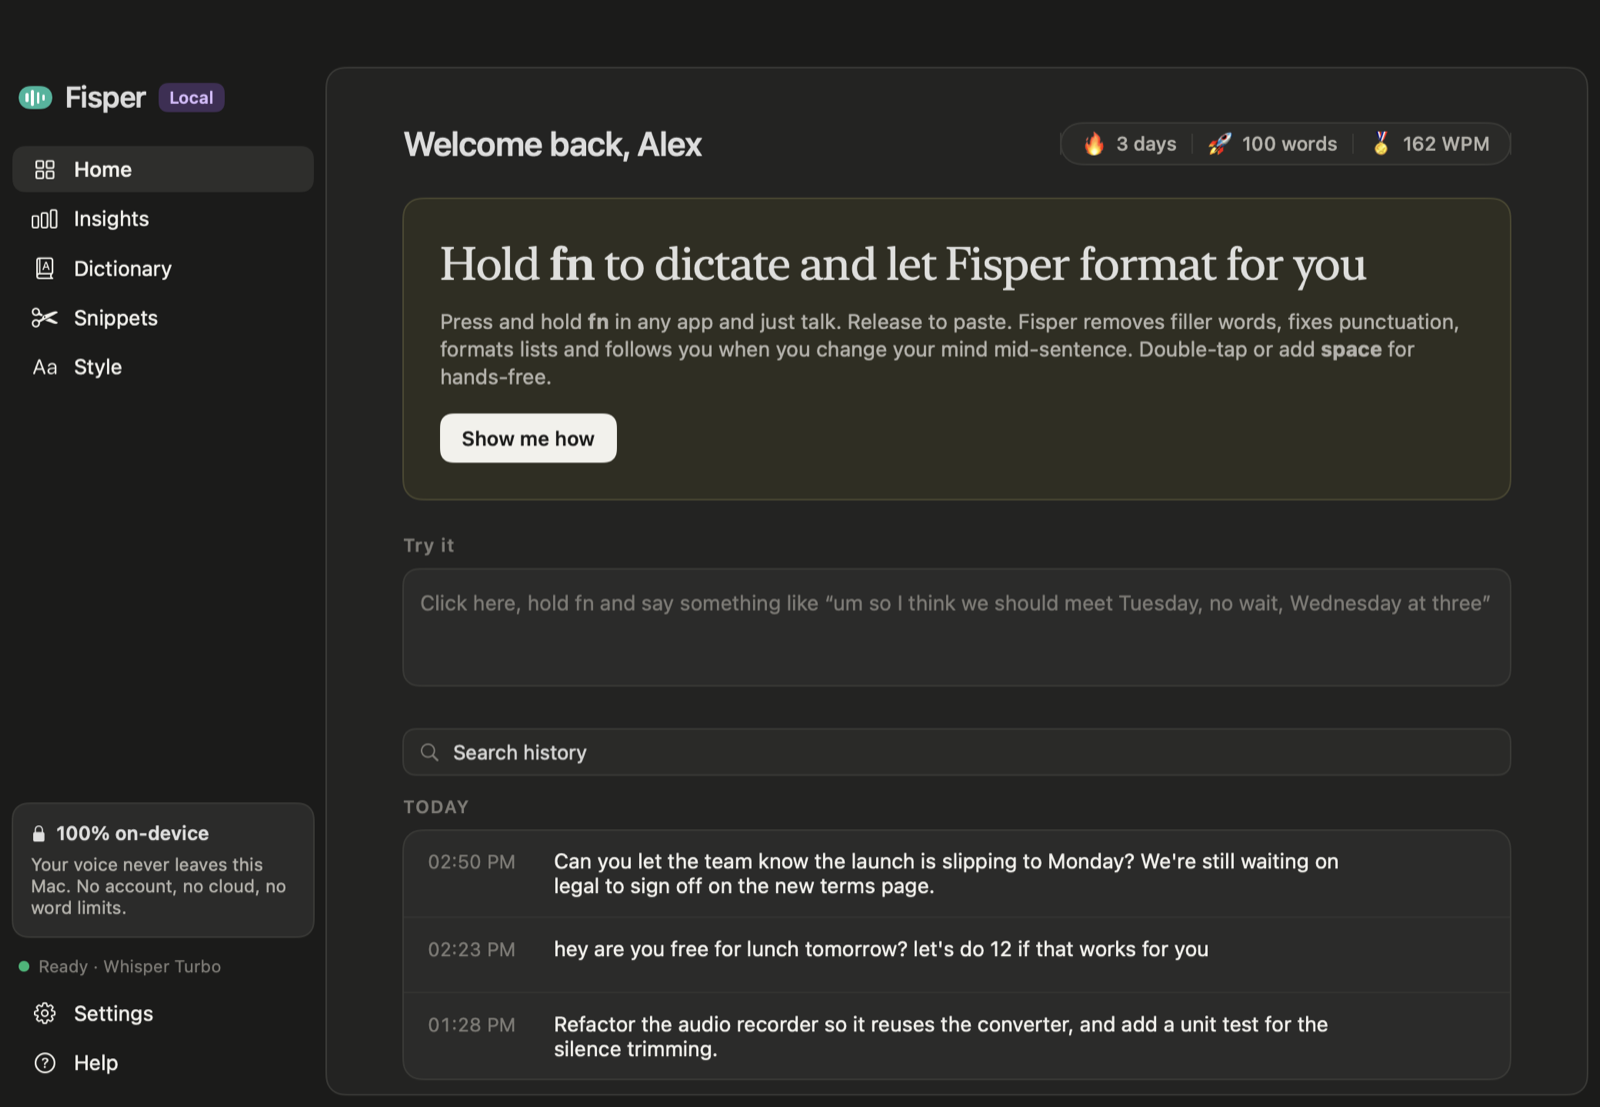 Fisper Local
Home
Insights
Dictionary
Snippets
Aa Style
100% on-device
Your voice never leaves this
Mac. No account, no cloud, no
word limits.
Ready · Whisper Turbo
Settings
Help
Welcome back, Alex
3 days
100 words
162 WPM
Hold fn to dictate and let Fisper format for you
Press and hold fn in any app and just talk. Release to paste. Fisper removes filler words, fixes punctuation,
formats lists and follows you when you change your mind mid-sentence. Double-tap or add space for
hands-free.
Show me how
Try it
Click here, hold fn and say something like “um so I think we should meet Tuesday, no wait, Wednesday at three”
Search history
TODAY
02:50 PM
Can you let the team know the launch is slipping to Monday? We're still waiting on
legal to sign off on the new terms page.
02:23 PM
hey are you free for lunch tomorrow? let's do 12 if that works for you
01:28 PM
Refactor the audio recorder so it reuses the converter, and add a unit test for the
silence trimming.